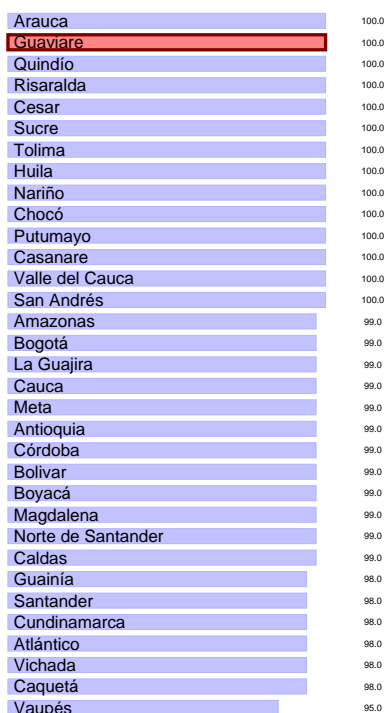 Arauca 100.0
Guaviare 100.0
Quindío 100.0
Risaralda 100.0
Cesar 100.0
Sucre 100.0
Tolima 100.0
Huila 100.0
Nariño 100.0
Chocó 100.0
Putumayo 100.0
Casanare 100.0
Valle del Cauca 100.0
San Andrés 100.0
Amazonas 99.0
Bogotá 99.0
La Guajira 99.0
Cauca 99.0
Meta 99.0
Antioquia 99.0
Córdoba 99.0
Bolivar 99.0
Boyacá 99.0
Magdalena 99.0
Norte de Santander 99.0
Caldas 99.0
Guainía 98.0
Santander 98.0
Cundinamarca 98.0
Atlántico 98.0
Vichada 98.0
Caquetá 98.0
Vaupés 95.0